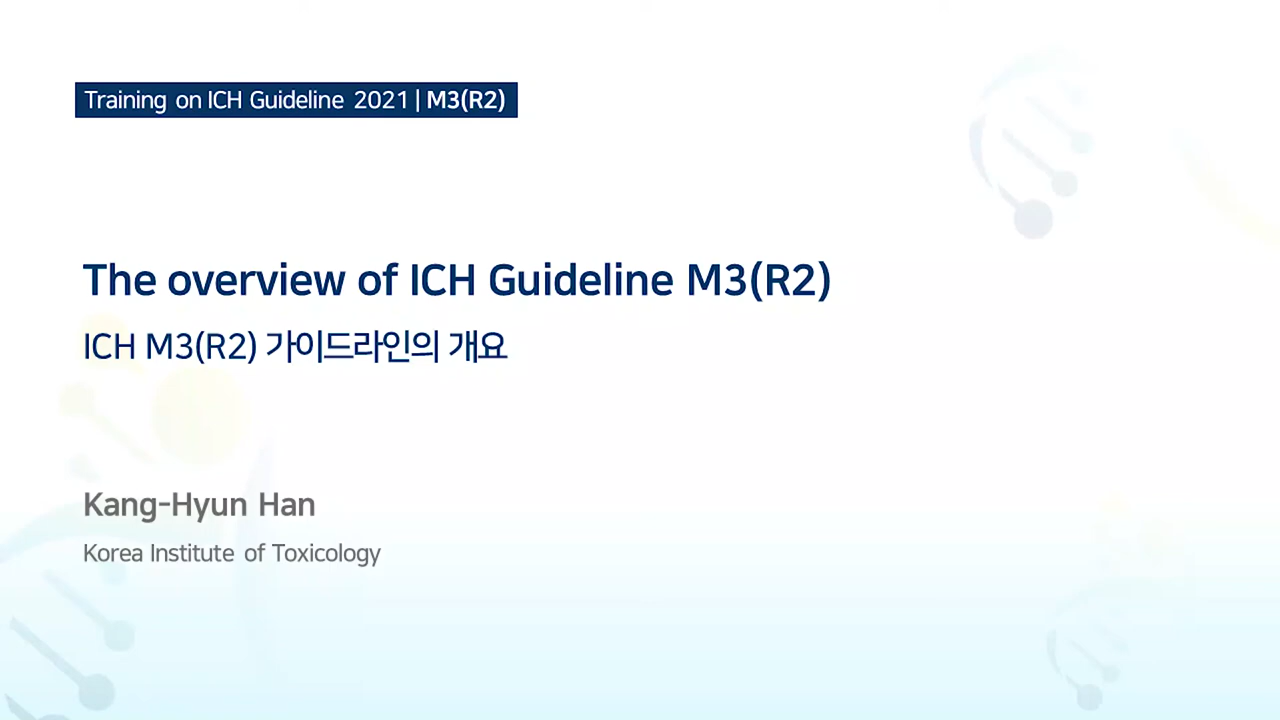 Training on ICH Guideline 2021 | M3(R2)
The overview of ICH Guideline M3(R2)
ICH M3(R2) 가이드라인의 개요
Kang-Hyun Han
Korea Institute of Toxicology